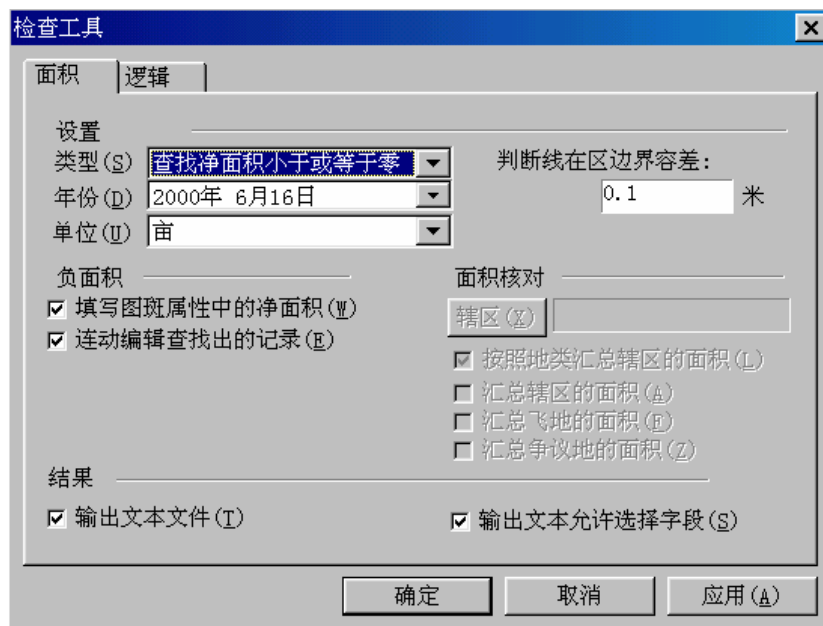 检查工具
面积 逻辑
设置
类型(S) 查找净面积小于或等于零 判断线在区边界容差:
年份(D) 2000年 6月16日 0.1 米
单位(U) 亩
负面积 面积核对
填写图斑属性中的净面积(W) 辖区(X)
连动编辑查找出的记录(E)
按照地类汇总辖区的面积(L)
汇总辖区的面积(A)
汇总飞地的面积(F)
汇总争议地的面积(Z)
结果
输出文本文件(T) 输出文本允许选择字段(S)
确定 取消 应用(A)